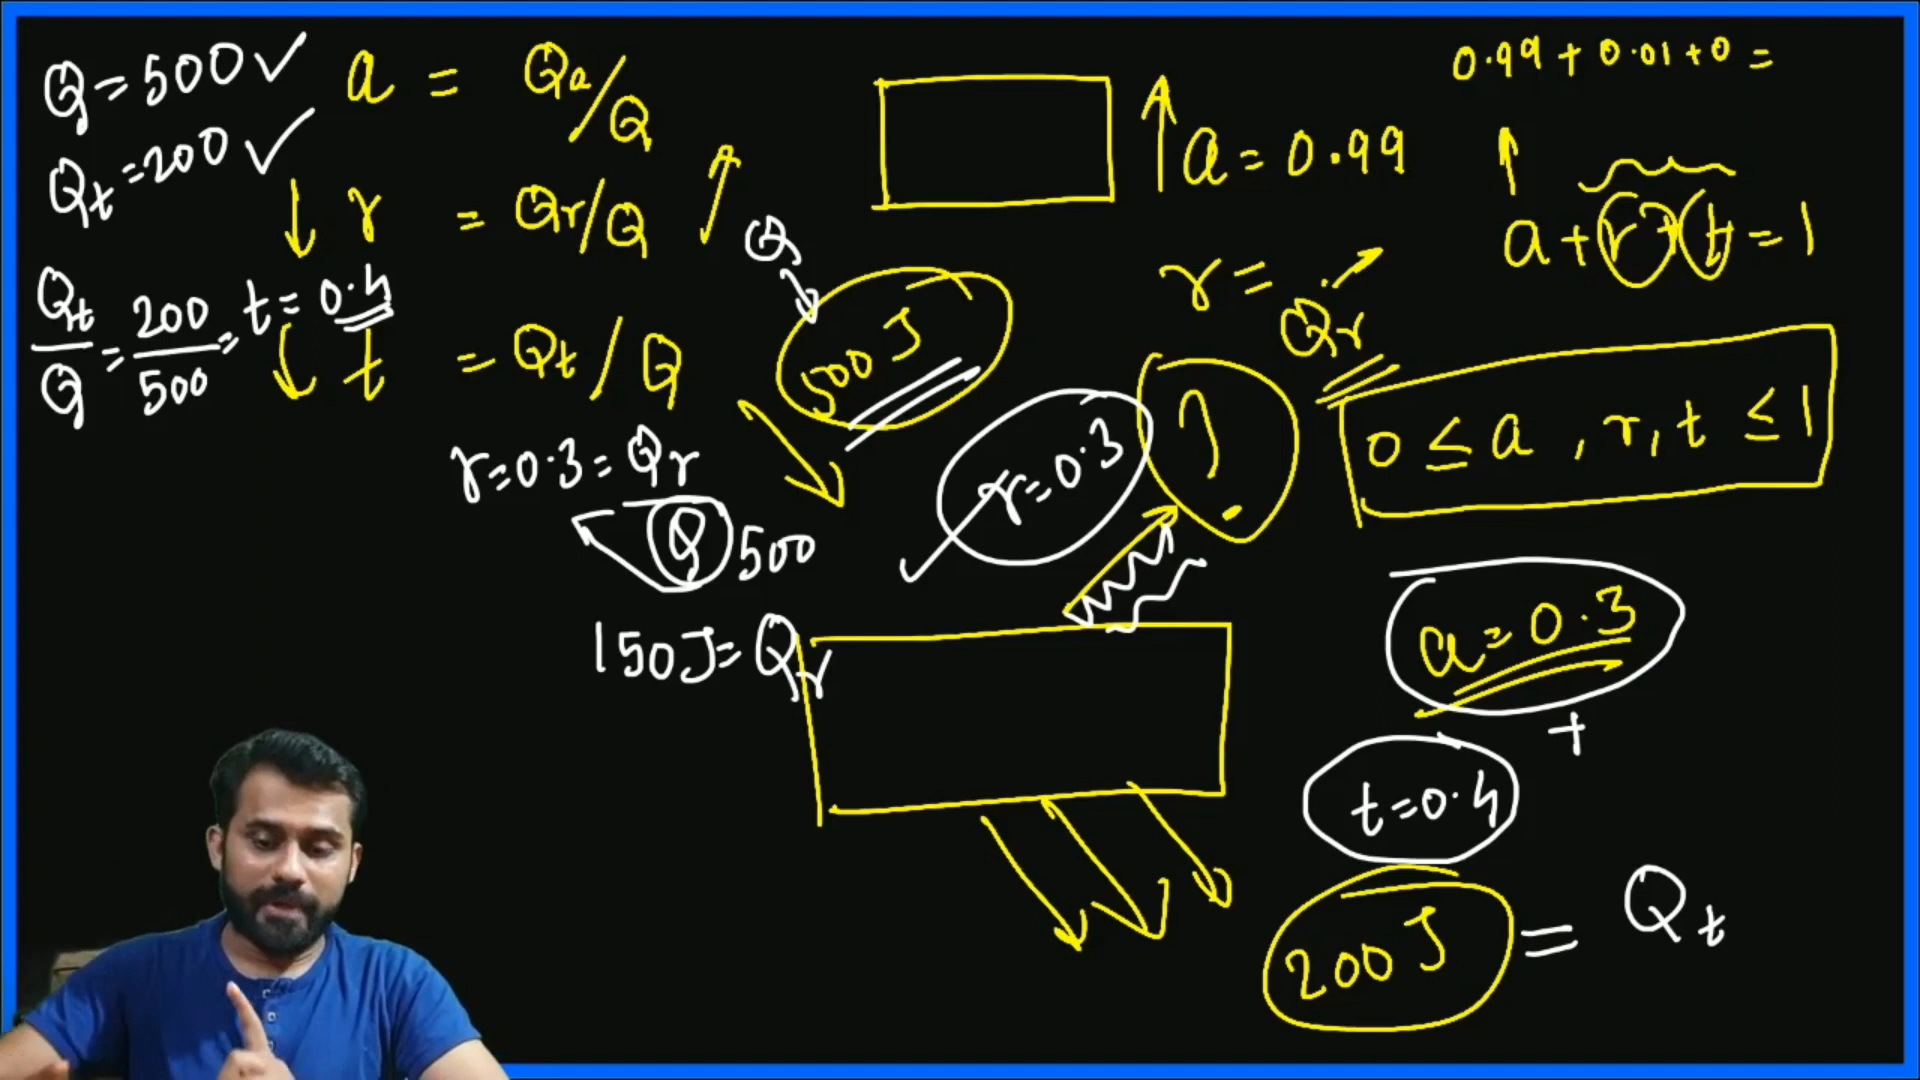 Q = 500 ✓
Qt = 200 ✓
Qt/Q = 200/500 = t = 0.4
a = Qa/Q
↓ r = Qr/Q ↑
↓ t = Qt/Q
Q
500 J
r = 0.3 = Qr/Q 500
150J = Qr
a = 0.99
0.99 + 0.01 + 0 =
a + r + t = 1
r = Qr
0 ≤ a, r, t ≤ 1
r = 0.3
?
a = 0.3
+
t = 0.4
200 J = Qt